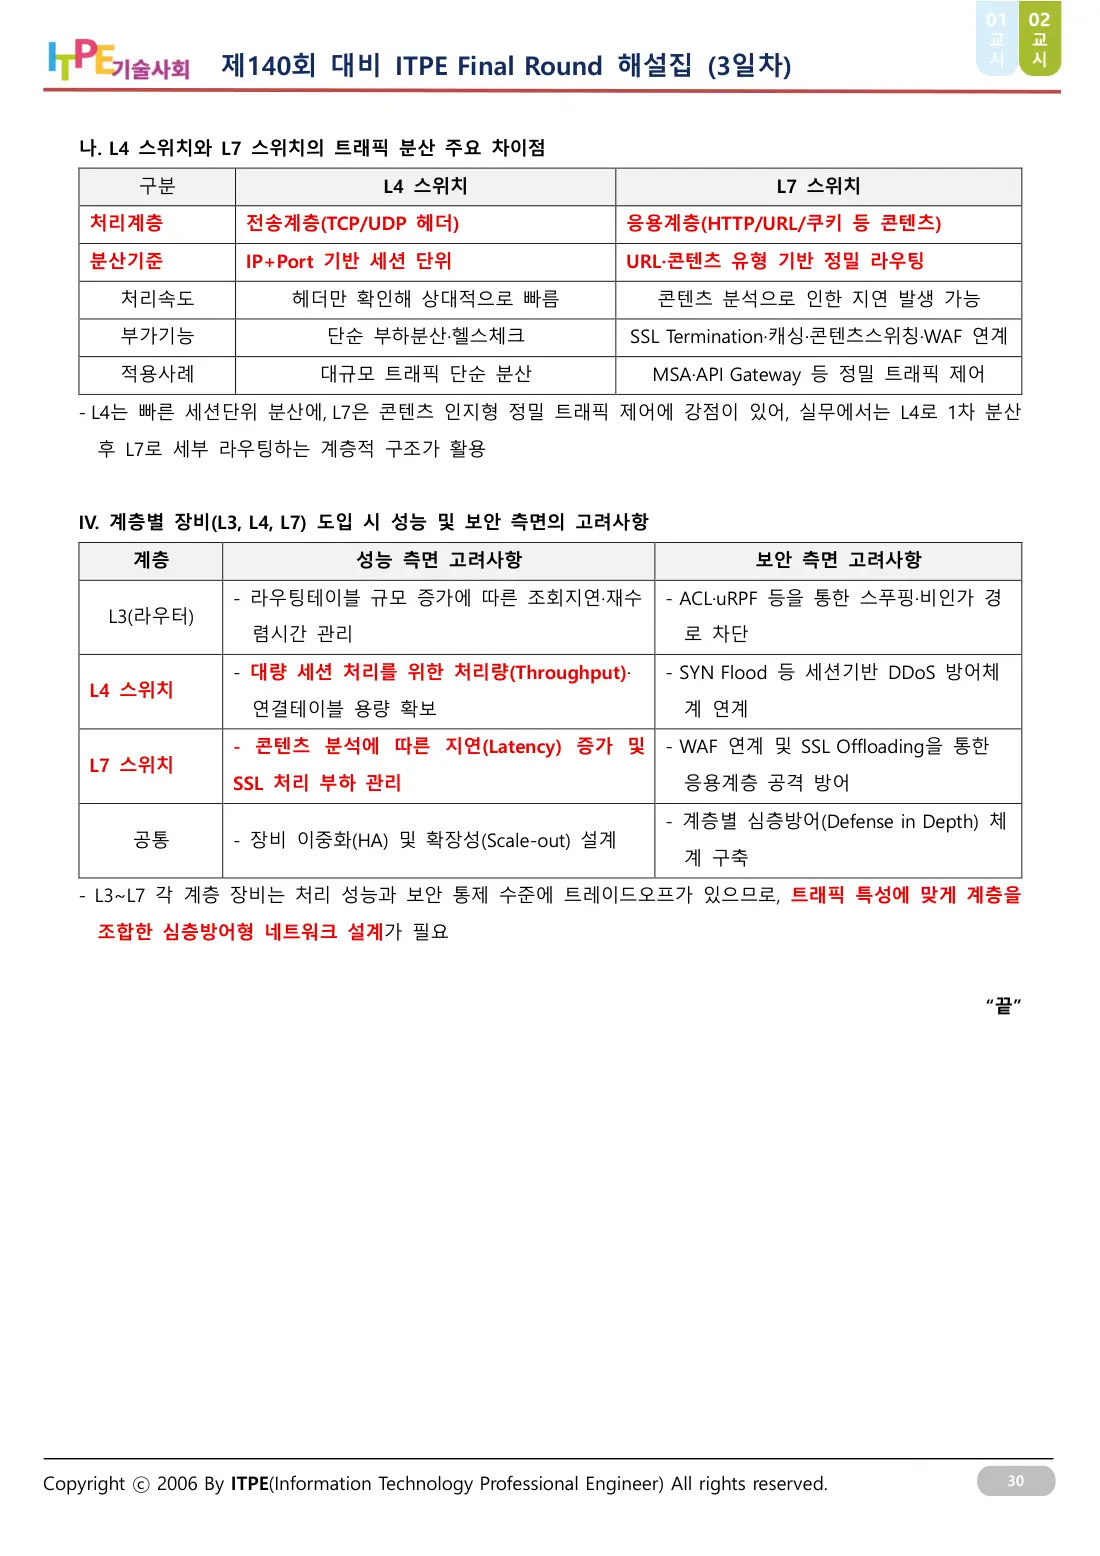 01
교
시
02
교
시
ITPE기술사회
제140회 대비 ITPE Final Round 해설집 (3일차)
나. L4 스위치와 L7 스위치의 트래픽 분산 주요 차이점
구분 L4 스위치 L7 스위치
처리계층 전송계층(TCP/UDP 헤더) 응용계층(HTTP/URL/쿠키 등 콘텐츠)
분산기준 IP+Port 기반 세션 단위 URL·콘텐츠 유형 기반 정밀 라우팅
처리속도 헤더만 확인해 상대적으로 빠름 콘텐츠 분석으로 인한 지연 발생 가능
부가기능 단순 부하분산·헬스체크 SSL Termination·캐싱·콘텐츠스위칭·WAF 연계
적용사례 대규모 트래픽 단순 분산 MSA·API Gateway 등 정밀 트래픽 제어
- L4는 빠른 세션단위 분산에, L7은 콘텐츠 인지형 정밀 트래픽 제어에 강점이 있어, 실무에서는 L4로 1차 분산
후 L7로 세부 라우팅하는 계층적 구조가 활용
IV. 계층별 장비(L3, L4, L7) 도입 시 성능 및 보안 측면의 고려사항
계층 성능 측면 고려사항 보안 측면 고려사항
L3(라우터)
- 라우팅테이블 규모 증가에 따른 조회지연·재수
렴시간 관리
- ACL·uRPF 등을 통한 스푸핑·비인가 경
로 차단
L4 스위치
- 대량 세션 처리를 위한 처리량(Throughput)·
연결테이블 용량 확보
- SYN Flood 등 세션기반 DDoS 방어체
계 연계
L7 스위치
- 콘텐츠 분석에 따른 지연(Latency) 증가 및
SSL 처리 부하 관리
- WAF 연계 및 SSL Offloading을 통한
응용계층 공격 방어
공통
- 장비 이중화(HA) 및 확장성(Scale-out) 설계
- 계층별 심층방어(Defense in Depth) 체
계 구축
- L3~L7 각 계층 장비는 처리 성능과 보안 통제 수준에 트레이드오프가 있으므로, 트래픽 특성에 맞게 계층을
조합한 심층방어형 네트워크 설계가 필요
“끝”
Copyright ⓒ 2006 By ITPE(Information Technology Professional Engineer) All rights reserved.
30